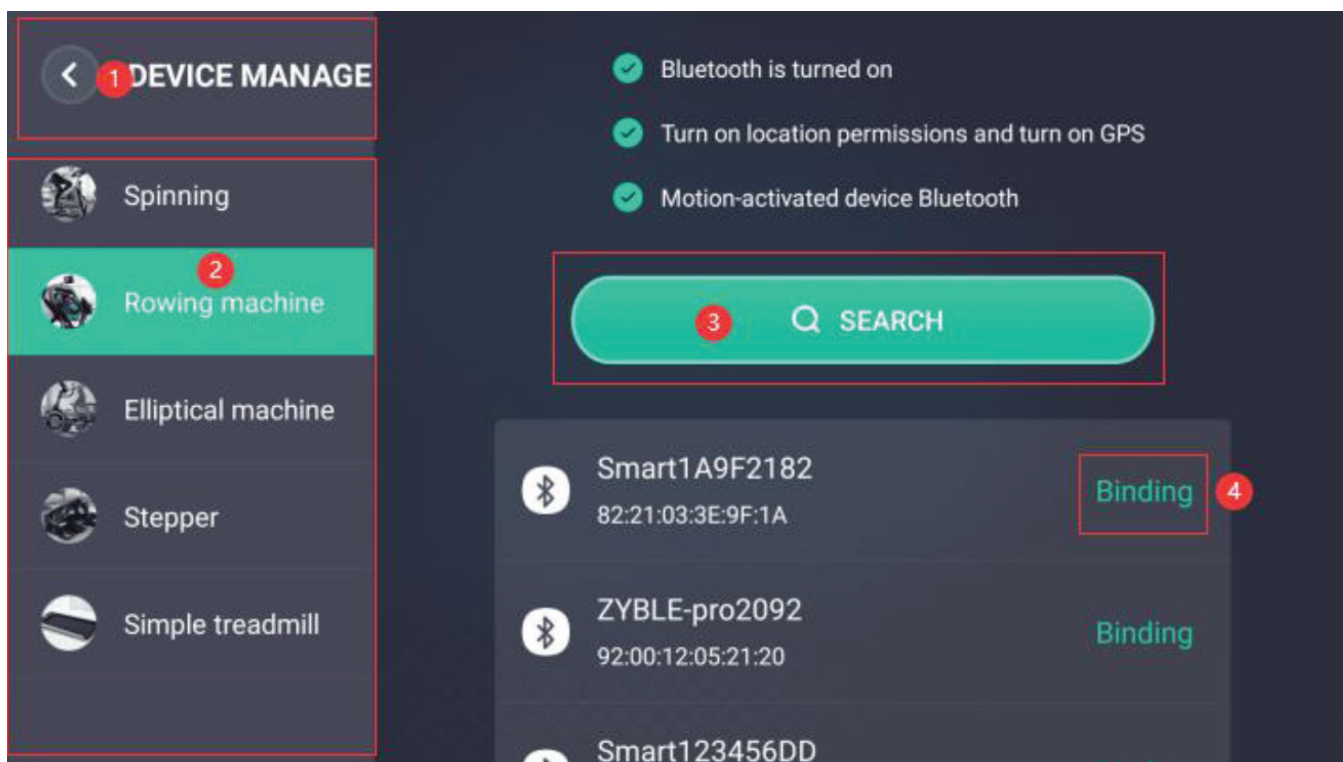 1 DEVICE MANAGE
Spinning
2
Rowing machine
Elliptical machine
Stepper
Simple treadmill
Bluetooth is turned on
Turn on location permissions and turn on GPS
Motion-activated device Bluetooth
3 SEARCH
Smart1A9F2182
82:21:03:3E:9F:1A
Binding 4
ZYBLE-pro2092
92:00:12:05:21:20
Binding
Smart123456DD